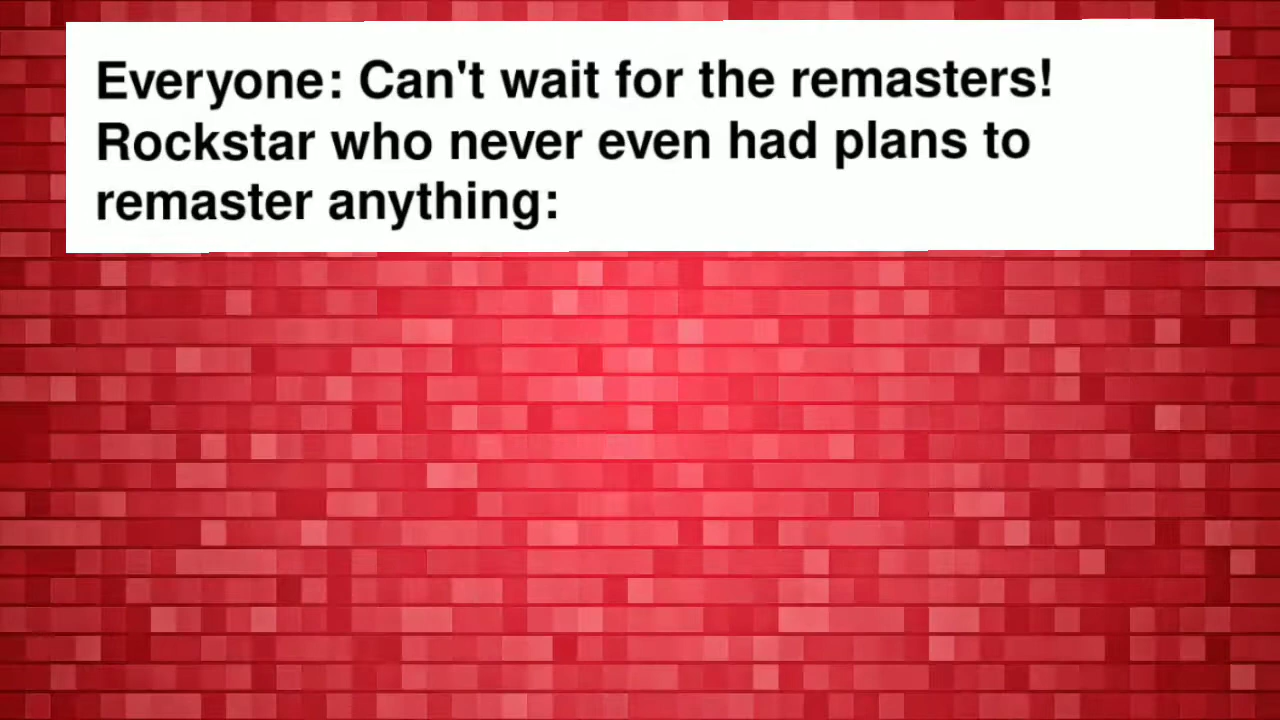 Everyone: Can't wait for the remasters!
Rockstar who never even had plans to
remaster anything: